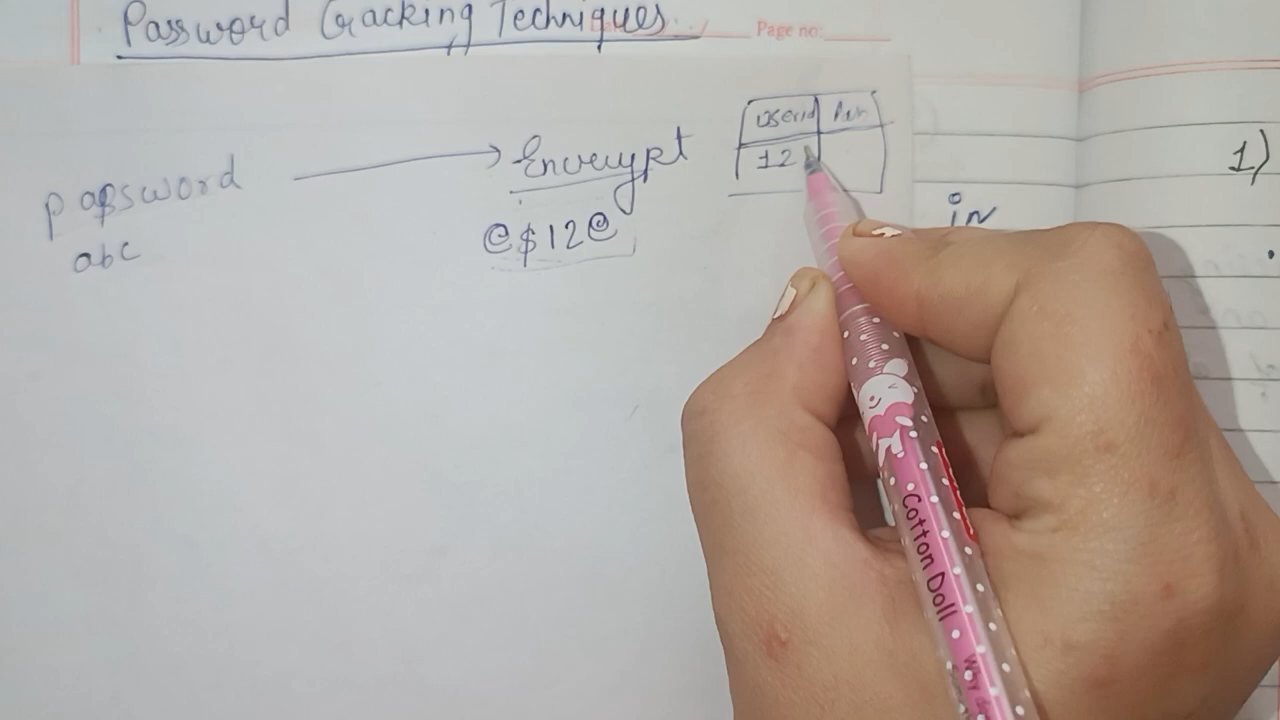 Password Cracking Techniques
Page no:
password → Encrypt
abc
@$12@
userid
12
in
1)
Cotton Doll